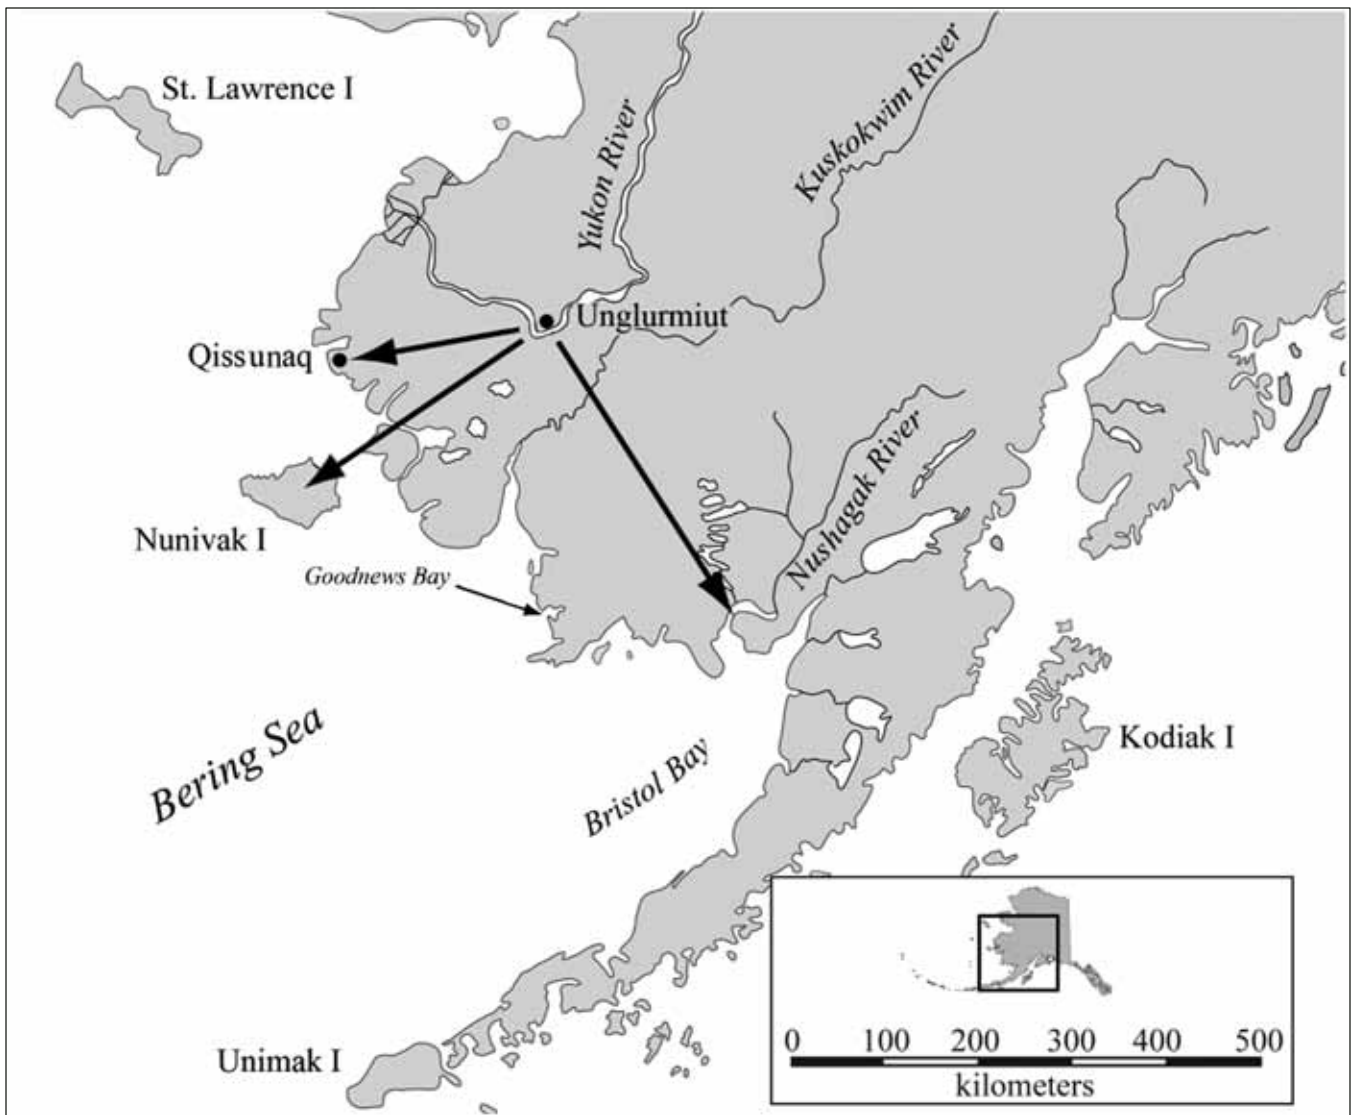 St. Lawrence I
Yukon River
Kuskokwim River
Unglurmiut
Qissunaq
Nunivak I
Nushagak River
Goodnews Bay
Bering Sea
Bristol Bay
Kodiak I
Unimak I
0 100 200 300 400 500
kilometers